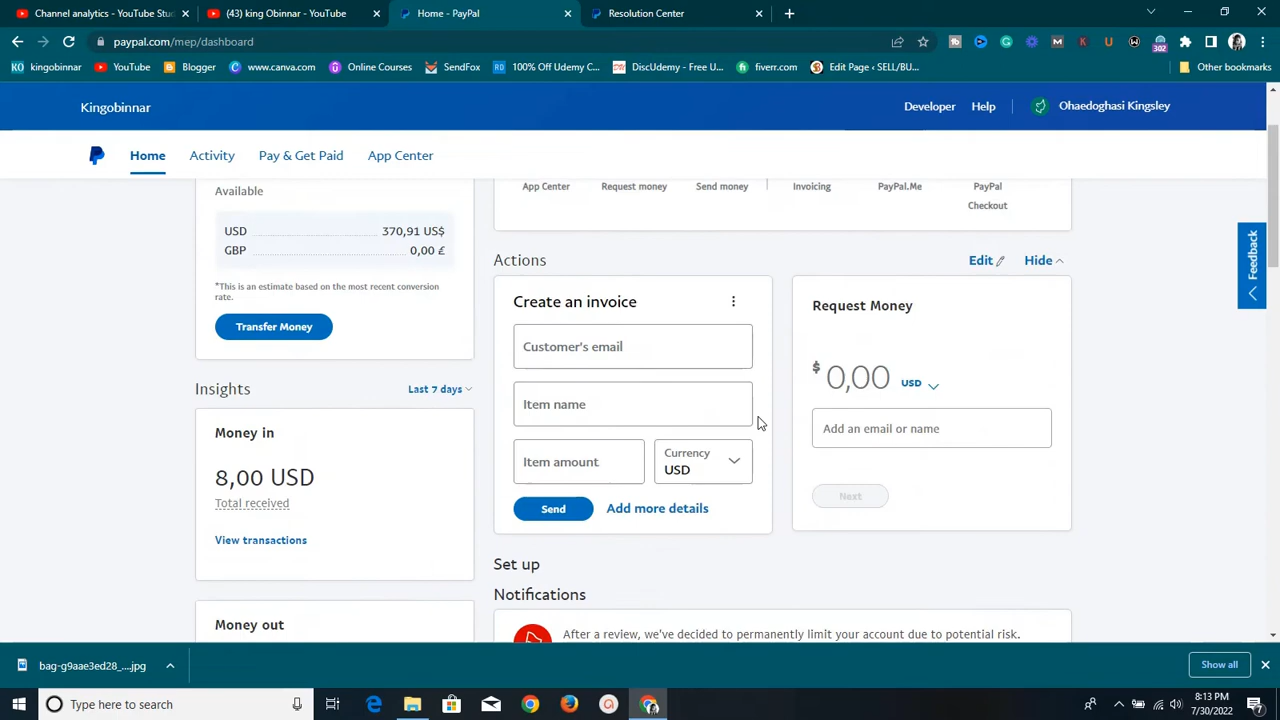 Channel analytics - YouTube Stud
(43) king Obinnar - YouTube
Home - PayPal
Resolution Center
paypal.com/mep/dashboard
302
kingobinnar
YouTube
Blogger
www.canva.com
Online Courses
SendFox
100% Off Udemy C...
DiscUdemy - Free U...
fiverr.com
Edit Page ‹ SELL/BU...
Other bookmarks
Kingobinnar
Developer
Help
Ohaedoghasi Kingsley
Home
Activity
Pay & Get Paid
App Center
Available
USD 370,91 US$
GBP 0,00 £
*This is an estimate based on the most recent conversion
rate.
Transfer Money
App Center
Request money
Send money
Invoicing
PayPal.Me
PayPal
Checkout
Actions
Edit
Hide
Create an invoice
Customer's email
Item name
Item amount
Currency
USD
Send
Add more details
Request Money
$ 0,00 USD
Add an email or name
Next
Feedback
Insights
Last 7 days
Money in
8,00 USD
Total received
View transactions
Money out
Set up
Notifications
After a review, we've decided to permanently limit your account due to potential risk.
bag-g9aae3ed28_....jpg
Show all
Type here to search
8:13 PM
7/30/2022